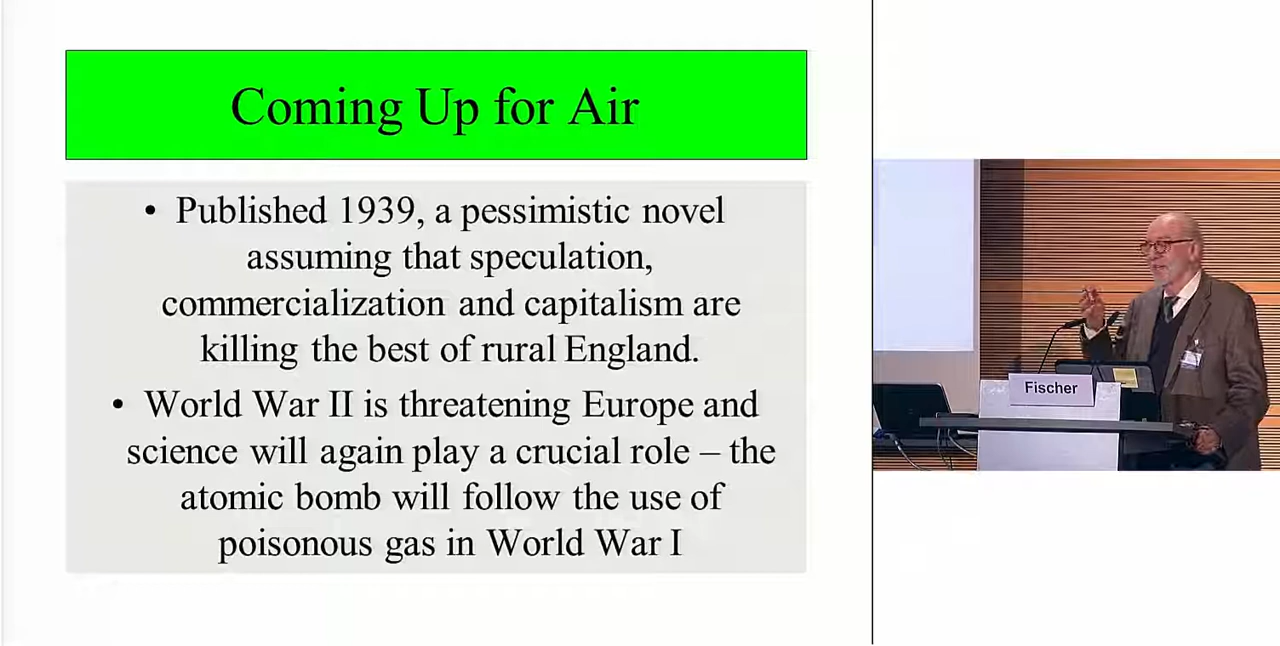 Coming Up for Air
• Published 1939, a pessimistic novel
assuming that speculation,
commercialization and capitalism are
killing the best of rural England.
• World War II is threatening Europe and
science will again play a crucial role – the
atomic bomb will follow the use of
poisonous gas in World War I
Fischer